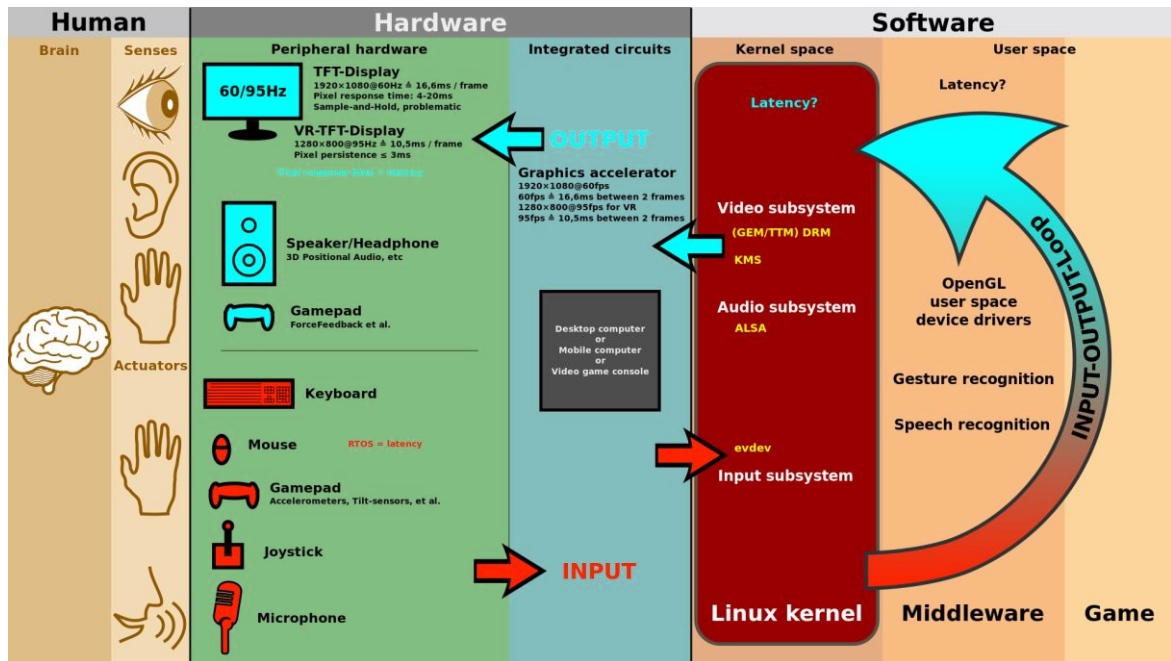 Human
Hardware
Software
Brain
Senses
Actuators
Peripheral hardware
60/95Hz
TFT-Display
1920×1080@60Hz ≙ 16,6ms / frame
Pixel response time: 4-20ms
Sample-and-Hold, problematic
VR-TFT-Display
1280×800@95Hz ≙ 10,5ms / frame
Pixel persistence ≤ 3ms
Speaker/Headphone
3D Positional Audio, etc
Gamepad
ForceFeedback et al.
Keyboard
Mouse
RTOS = latency
Gamepad
Accelerometers, Tilt-sensors, et al.
Joystick
Microphone
Integrated circuits
OUTPUT
Graphics accelerator
1920×1080@60fps
60fps ≙ 16,6ms between 2 frames
1280×800@95fps for VR
95fps ≙ 10,5ms between 2 frames
Desktop computer
or
Mobile computer
or
Video game console
INPUT
Kernel space
Latency?
Video subsystem
(GEM/TTM) DRM
KMS
Audio subsystem
ALSA
evdev
Input subsystem
Linux kernel
User space
Latency?
OpenGL
user space
device drivers
Gesture recognition
Speech recognition
INPUT-OUTPUT-Loop
Middleware
Game